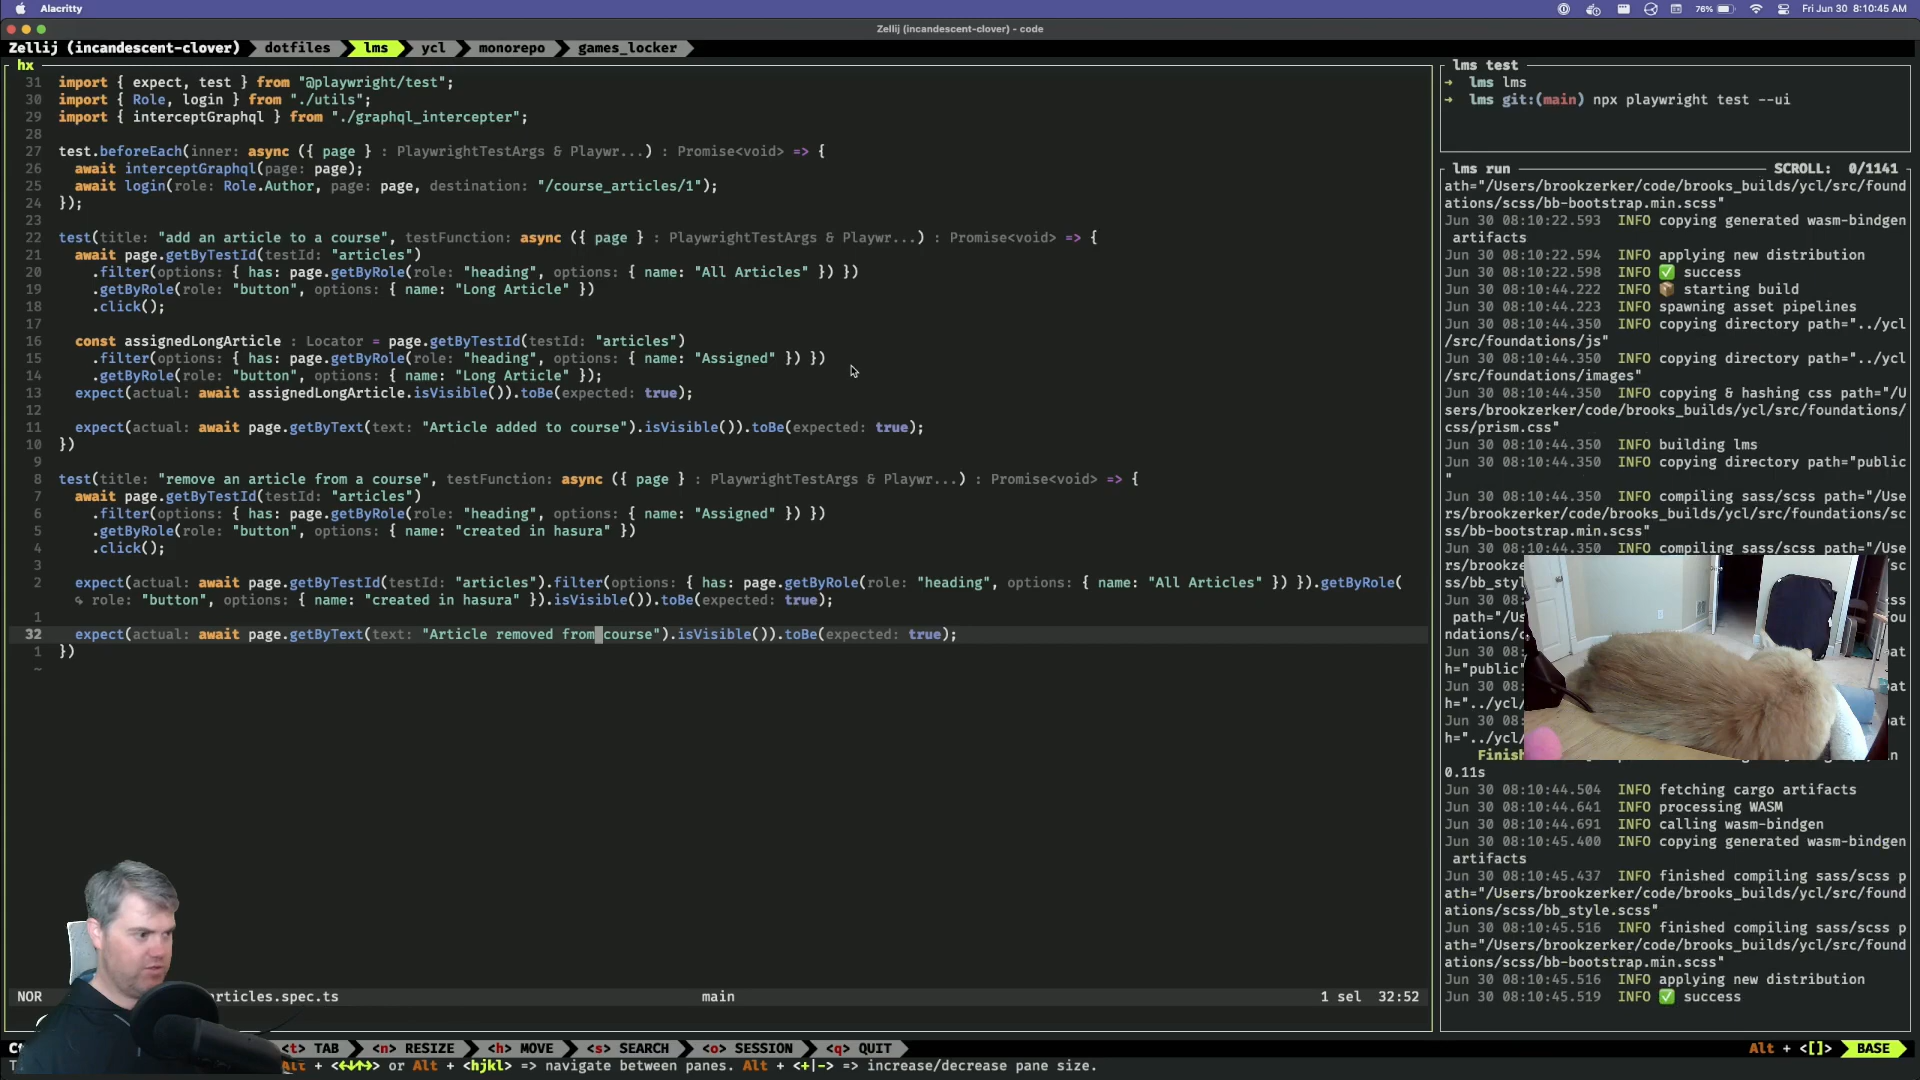 Alacritty
76%
Fri Jun 30 8:10:45 AM
Zellij (incandescent-clover) - code
Zellij (incandescent-clover) dotfiles lms ycl monorepo games_locker
hx
31 import { expect, test } from "@playwright/test";
30 import { Role, login } from "./utils";
29 import { interceptGraphql } from "./graphql_intercepter";
28
27 test.beforeEach(inner: async ({ page } : PlaywrightTestArgs & Playwr...) : Promise<void> => {
26 await interceptGraphql(page: page);
25 await login(role: Role.Author, page: page, destination: "/course_articles/1");
24 });
23
22 test(title: "add an article to a course", testFunction: async ({ page } : PlaywrightTestArgs & Playwr...) : Promise<void> => {
21 await page.getByTestId(testId: "articles")
20 .filter(options: { has: page.getByRole(role: "heading", options: { name: "All Articles" }) })
19 .getByRole(role: "button", options: { name: "Long Article" })
18 .click();
17
16 const assignedLongArticle : Locator = page.getByTestId(testId: "articles")
15 .filter(options: { has: page.getByRole(role: "heading", options: { name: "Assigned" }) })
14 .getByRole(role: "button", options: { name: "Long Article" });
13 expect(actual: await assignedLongArticle.isVisible()).toBe(expected: true);
12
11 expect(actual: await page.getByText(text: "Article added to course").isVisible()).toBe(expected: true);
10 })
9
8 test(title: "remove an article from a course", testFunction: async ({ page } : PlaywrightTestArgs & Playwr...) : Promise<void> => {
7 await page.getByTestId(testId: "articles")
6 .filter(options: { has: page.getByRole(role: "heading", options: { name: "Assigned" }) })
5 .getByRole(role: "button", options: { name: "created in hasura" })
4 .click();
3
2 expect(actual: await page.getByTestId(testId: "articles").filter(options: { has: page.getByRole(role: "heading", options: { name: "All Articles" }) }).getByRole(
↪ role: "button", options: { name: "created in hasura" }).isVisible()).toBe(expected: true);
1
32 expect(actual: await page.getByText(text: "Article removed from course").isVisible()).toBe(expected: true);
1 })
~
NOR
rticles.spec.ts
main
1 sel 32:52
<t> TAB <n> RESIZE <h> MOVE <s> SEARCH <o> SESSION <q> QUIT
Alt + <[]> BASE
Alt + <←↓↑→> or Alt + <hjkl> => navigate between panes. Alt + <+|-> => increase/decrease pane size.
lms test
→ lms lms
→ lms git:(main) npx playwright test --ui
lms run SCROLL: 0/1141
ath="/Users/brookzerker/code/brooks_builds/ycl/src/found
ations/scss/bb-bootstrap.min.scss"
Jun 30 08:10:22.593 INFO copying generated wasm-bindgen
artifacts
Jun 30 08:10:22.594 INFO applying new distribution
Jun 30 08:10:22.598 INFO ✅ success
Jun 30 08:10:44.222 INFO 📦 starting build
Jun 30 08:10:44.223 INFO spawning asset pipelines
Jun 30 08:10:44.350 INFO copying directory path="../ycl
/src/foundations/js"
Jun 30 08:10:44.350 INFO copying directory path="../ycl
/src/foundations/images"
Jun 30 08:10:44.350 INFO copying & hashing css path="/U
sers/brookzerker/code/brooks_builds/ycl/src/foundations/
css/prism.css"
Jun 30 08:10:44.350 INFO building lms
Jun 30 08:10:44.350 INFO copying directory path="public
"
Jun 30 08:10:44.350 INFO compiling sass/scss path="/Use
rs/brookzerker/code/brooks_builds/ycl/src/foundations/sc
ss/bb-bootstrap.min.scss"
Jun 30 08:10:44.350 INFO compiling sass/scss path="/Use
rs/b
ss/bb_styl
Jun 30 08:
path="/U
ndations/c
Jun 30 08:
h="public"
Jun 30 08:
h="../ycl/
Jun 30 08:
h="../ycl/
Finish
0.11s
Jun 30 08:10:44.504 INFO fetching cargo artifacts
Jun 30 08:10:44.641 INFO processing WASM
Jun 30 08:10:44.691 INFO calling wasm-bindgen
Jun 30 08:10:45.400 INFO copying generated wasm-bindgen
artifacts
Jun 30 08:10:45.437 INFO finished compiling sass/scss p
ath="/Users/brookzerker/code/brooks_builds/ycl/src/found
ations/scss/bb_style.scss"
Jun 30 08:10:45.516 INFO finished compiling sass/scss p
ath="/Users/brookzerker/code/brooks_builds/ycl/src/found
ations/scss/bb-bootstrap.min.scss"
Jun 30 08:10:45.516 INFO applying new distribution
Jun 30 08:10:45.519 INFO ✅ success